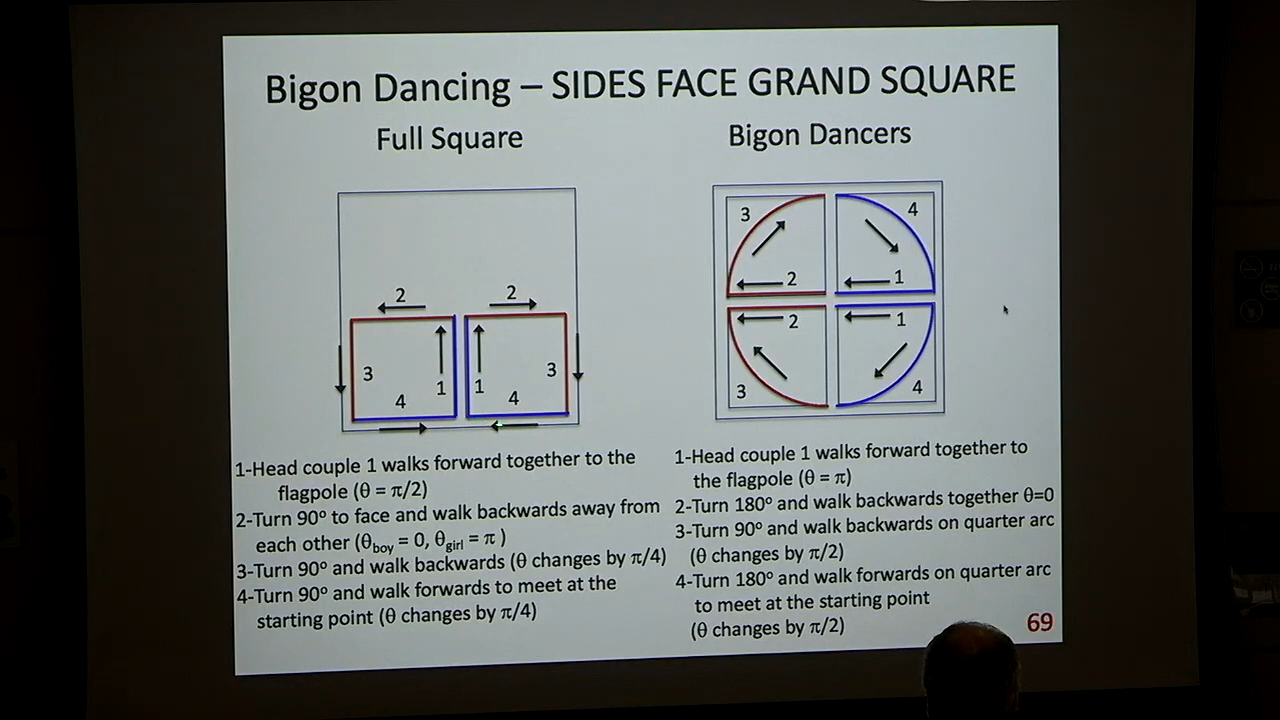 Bigon Dancing – SIDES FACE GRAND SQUARE
Full Square
Bigon Dancers
2
2
3
1
1
3
4
4
3
4
2
1
2
1
3
4
1-Head couple 1 walks forward together to the
flagpole (θ = π/2)
2-Turn 90º to face and walk backwards away from
each other (θboy = 0, θgirl = π )
3-Turn 90º and walk backwards (θ changes by π/4)
4-Turn 90º and walk forwards to meet at the
starting point (θ changes by π/4)
1-Head couple 1 walks forward together to
the flagpole (θ = π)
2-Turn 180º and walk backwards together θ=0
3-Turn 90º and walk backwards on quarter arc
(θ changes by π/2)
4-Turn 180º and walk forwards on quarter arc
to meet at the starting point
(θ changes by π/2)
69